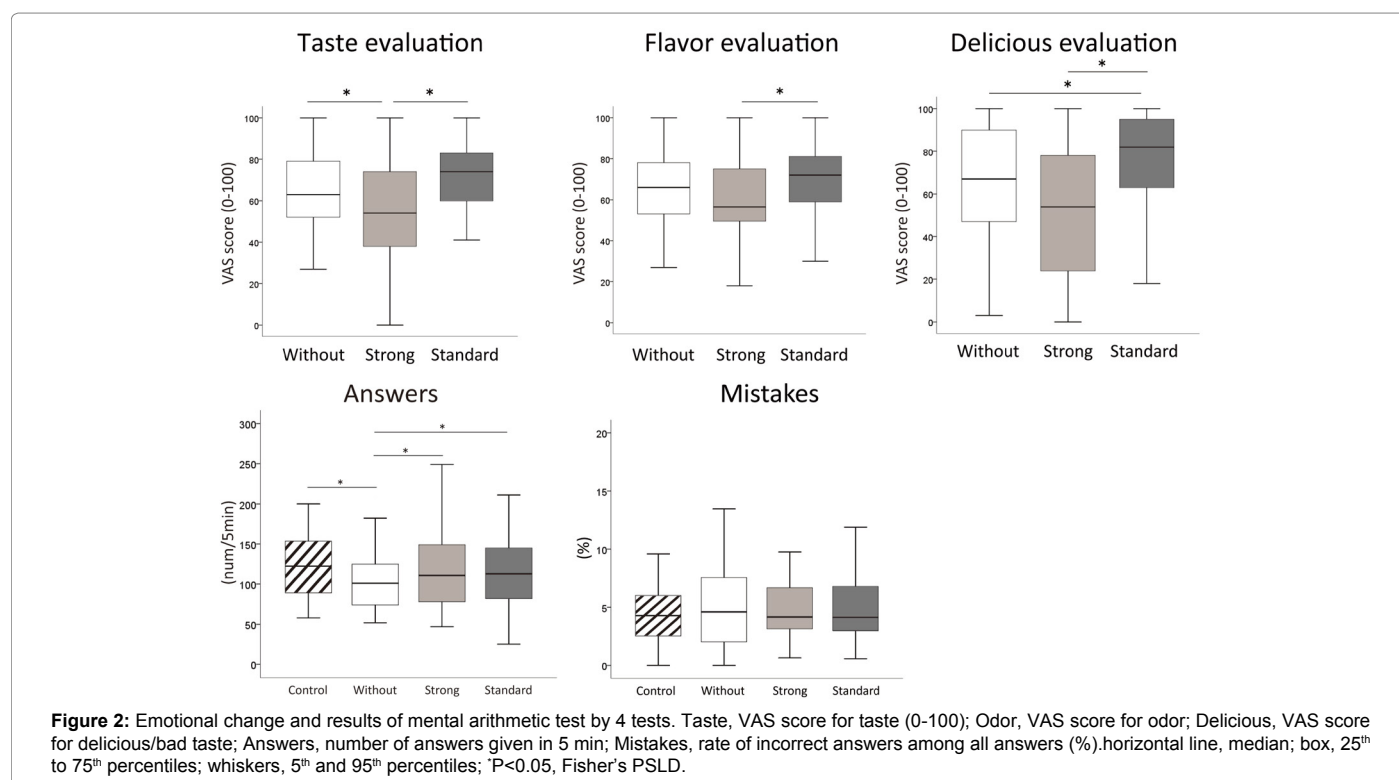 Taste evaluation
*
*
VAS score (0-100)
100
80
60
40
20
0
Without Strong Standard
Flavor evaluation
*
VAS score (0-100)
100
80
60
40
20
0
Without Strong Standard
Delicious evaluation
*
*
VAS score (0-100)
100
80
60
40
20
0
Without Strong Standard
Answers
*
*
*
(num/5min)
300
250
200
150
100
50
0
Control Without Strong Standard
Mistakes
(%)
20
15
10
5
0
Control Without Strong Standard
Figure 2: Emotional change and results of mental arithmetic test by 4 tests. Taste, VAS score for taste (0-100); Odor, VAS score for odor; Delicious, VAS score
for delicious/bad taste; Answers, number of answers given in 5 min; Mistakes, rate of incorrect answers among all answers (%).horizontal line, median; box, 25th
to 75th percentiles; whiskers, 5th and 95th percentiles; *P<0.05, Fisher's PSLD.